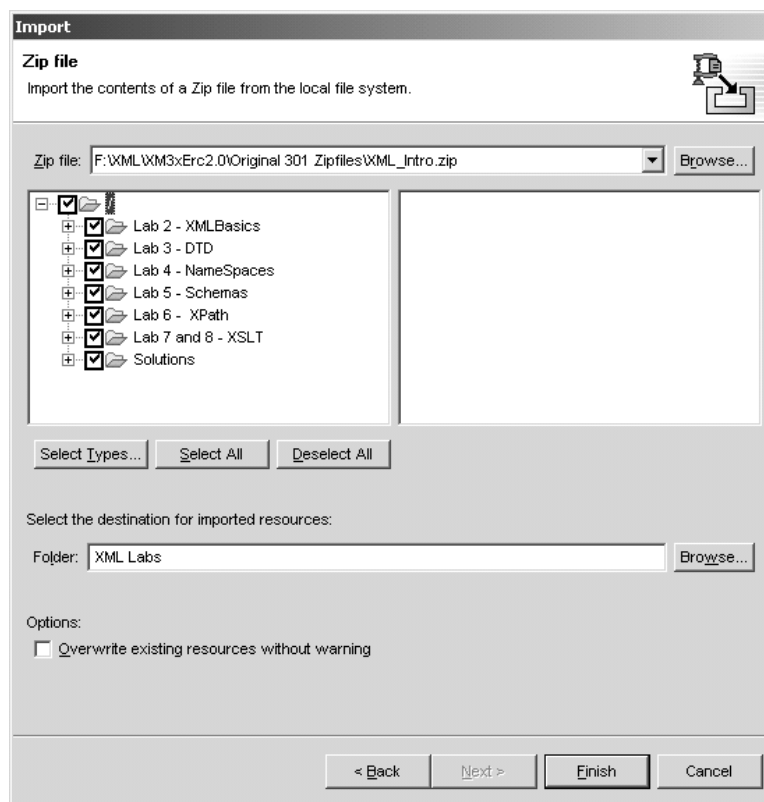 Import
Zip file
Import the contents of a Zip file from the local file system.
Zip file: F:\XML\XM3xErc2.0\Original 301 Zipfiles\XML_Intro.zip Browse...
/
Lab 2 - XMLBasics
Lab 3 - DTD
Lab 4 - NameSpaces
Lab 5 - Schemas
Lab 6 - XPath
Lab 7 and 8 - XSLT
Solutions
Select Types... Select All Deselect All
Select the destination for imported resources:
Folder: XML Labs Browse...
Options:
Overwrite existing resources without warning
< Back Next > Finish Cancel